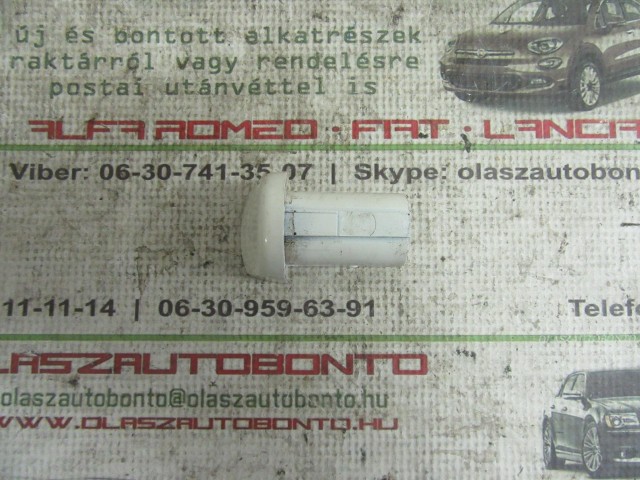 új és bontott alkatrészek
raktárról vagy rendelésre
postai utánvéttel is
ALFA ROMEO · FIAT · LANCIA
Viber: 06-30-741-35-07 | Skype: olaszautobon
11-11-14 | 06-30-959-63-91
Telefo
OLASZAUTOBONTO
olaszautobonto@olaszautobonto.hu
WWW.OLASZAUTOBONTO.HU